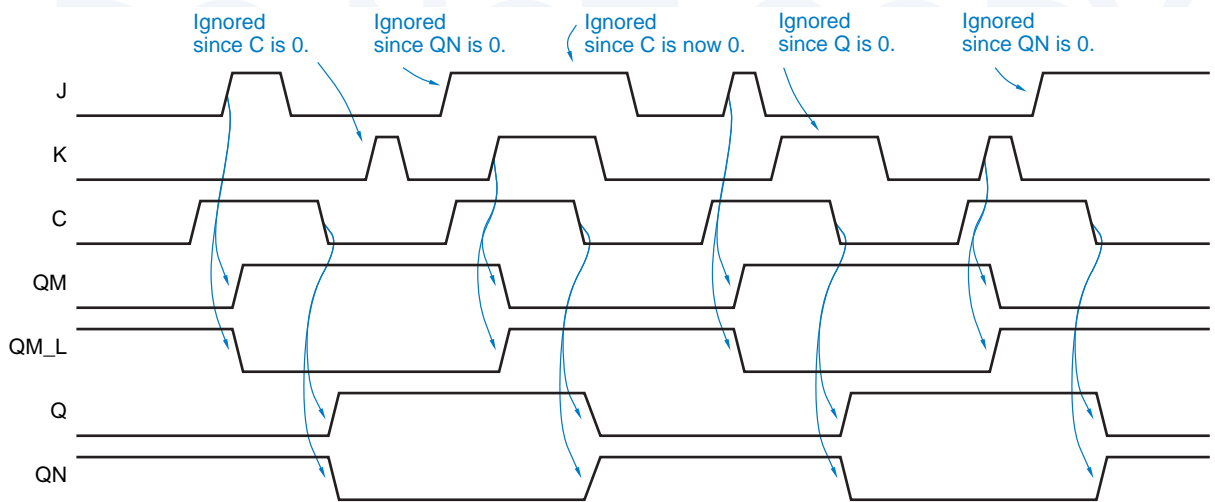 Ignored
since C is 0.
Ignored
since QN is 0.
Ignored
since C is now 0.
Ignored
since Q is 0.
Ignored
since QN is 0.
J
K
C
QM
QM_L
Q
QN